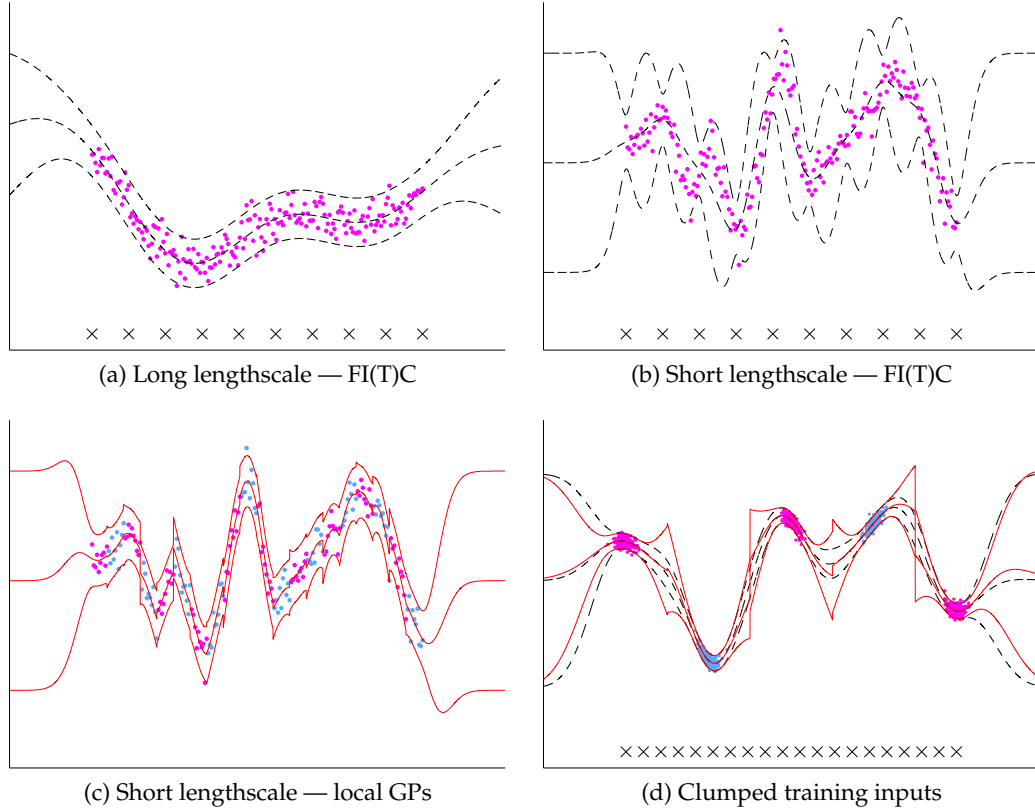 (a) Long lengthscale — FI(T)C
(b) Short lengthscale — FI(T)C
(c) Short lengthscale — local GPs
(d) Clumped training inputs